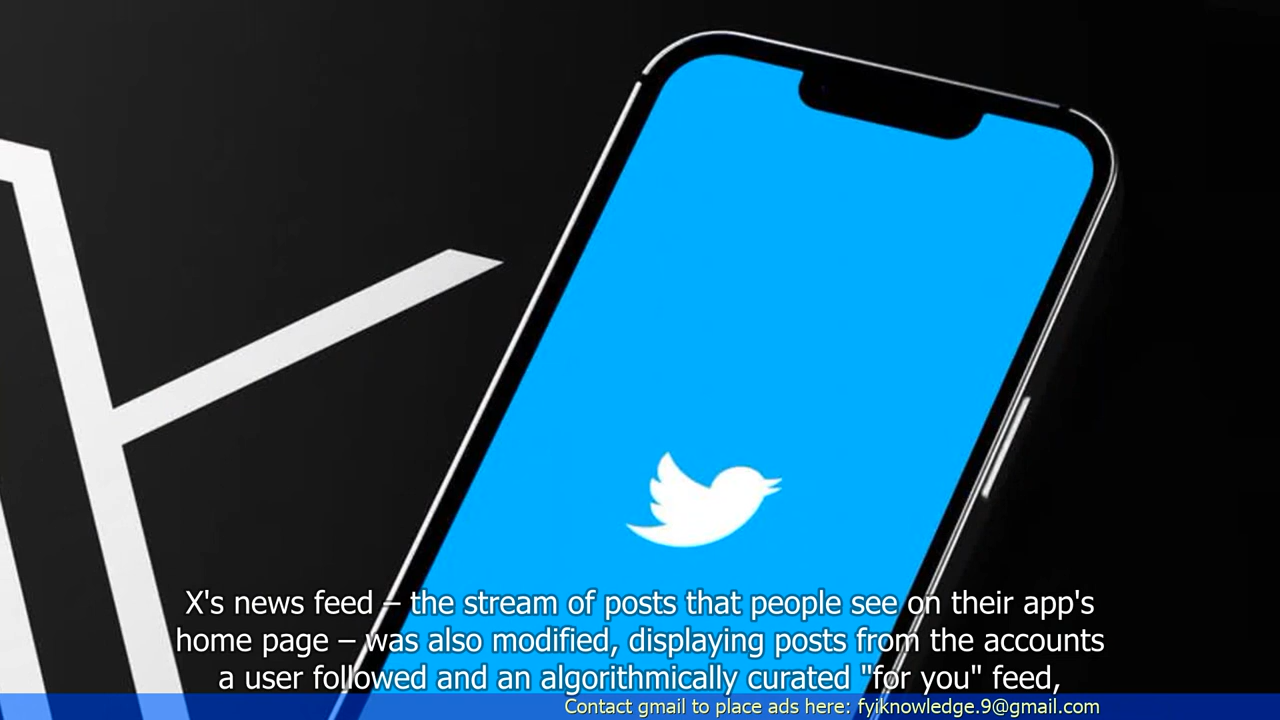 X's news feed – the stream of posts that people see on their app's
home page – was also modified, displaying posts from the accounts
a user followed and an algorithmically curated "for you" feed,
Contact gmail to place ads here: fyiknowledge.9@gmail.com